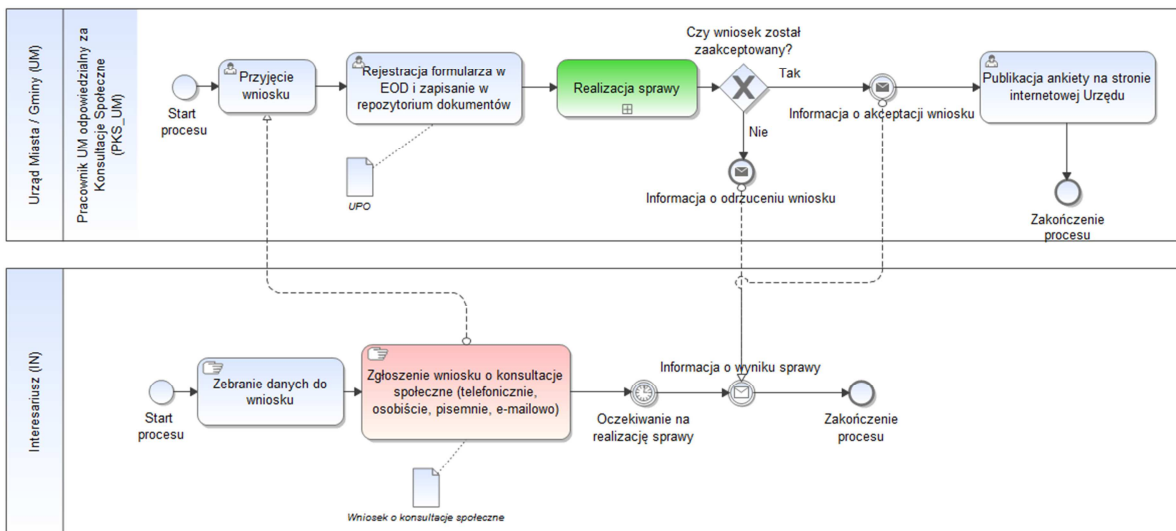 Urząd Miasta / Gminy (UM)
Pracownik UM odpowiedzialny za
Konsultacje Społeczne
(PKS_UM)
Start
procesu
Przyjęcie
wniosku
Rejestracja formularza w
EOD i zapisanie w
repozytorium dokumentów
UPO
Realizacja sprawy
Czy wniosek został
zaakceptowany?
Tak
Nie
Informacja o akceptacji wniosku
Informacja o odrzuceniu wniosku
Publikacja ankiety na stronie
internetowej Urzędu
Zakończenie
procesu
Interesariusz (IN)
Start
procesu
Zebranie danych do
wniosku
Zgłoszenie wniosku o konsultacje
społeczne (telefonicznie,
osobiście, pisemnie, e-mailowo)
Wniosek o konsultacje społeczne
Oczekiwanie na
realizację sprawy
Informacja o wyniku sprawy
Zakończenie
procesu